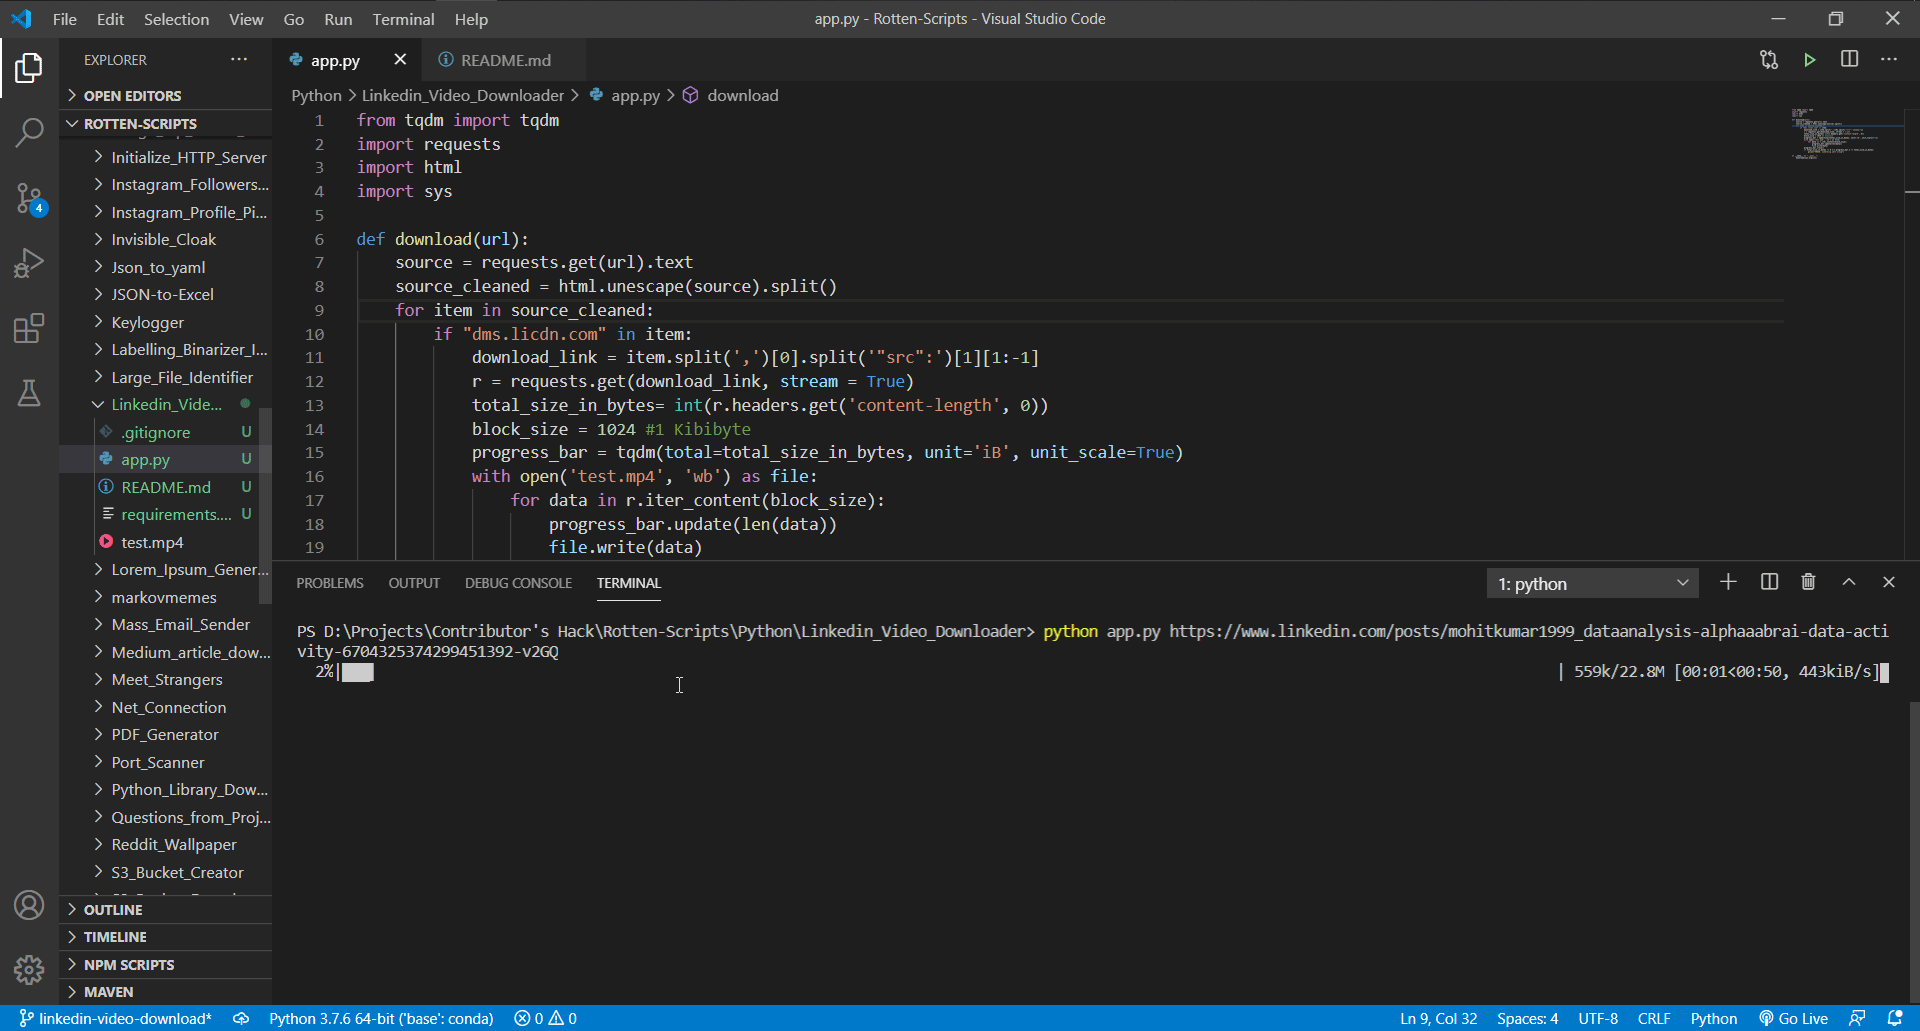 File Edit Selection View Go Run Terminal Help
app.py - Rotten-Scripts - Visual Studio Code
EXPLORER
OPEN EDITORS
ROTTEN-SCRIPTS
Initialize_HTTP_Server
Instagram_Followers...
Instagram_Profile_Pi...
Invisible_Cloak
Json_to_yaml
JSON-to-Excel
Keylogger
Labelling_Binarizer_I...
Large_File_Identifier
Linkedin_Vide...
.gitignore U
app.py U
README.md U
requirements.... U
test.mp4
Lorem_Ipsum_Gener...
markovmemes
Mass_Email_Sender
Medium_article_dow...
Meet_Strangers
Net_Connection
PDF_Generator
Port_Scanner
Python_Library_Dow...
Questions_from_Proj...
Reddit_Wallpaper
S3_Bucket_Creator
OUTLINE
TIMELINE
NPM SCRIPTS
MAVEN
4
app.py README.md
Python > Linkedin_Video_Downloader > app.py > download
1 from tqdm import tqdm
2 import requests
3 import html
4 import sys
5
6 def download(url):
7 source = requests.get(url).text
8 source_cleaned = html.unescape(source).split()
9 for item in source_cleaned:
10 if "dms.licdn.com" in item:
11 download_link = item.split(',')[0].split('"src":')[1][1:-1]
12 r = requests.get(download_link, stream = True)
13 total_size_in_bytes= int(r.headers.get('content-length', 0))
14 block_size = 1024 #1 Kibibyte
15 progress_bar = tqdm(total=total_size_in_bytes, unit='iB', unit_scale=True)
16 with open('test.mp4', 'wb') as file:
17 for data in r.iter_content(block_size):
18 progress_bar.update(len(data))
19 file.write(data)
PROBLEMS OUTPUT DEBUG CONSOLE TERMINAL
1: python
PS D:\Projects\Contributor's Hack\Rotten-Scripts\Python\Linkedin_Video_Downloader> python app.py https://www.linkedin.com/posts/mohitkumar1999_dataanalysis-alphaaabrai-data-acti
vity-6704325374299451392-v2GQ
2%| | 559k/22.8M [00:01<00:50, 443kiB/s]
linkedin-video-download* Python 3.7.6 64-bit ('base': conda) 0 0 Ln 9, Col 32 Spaces: 4 UTF-8 CRLF Python Go Live